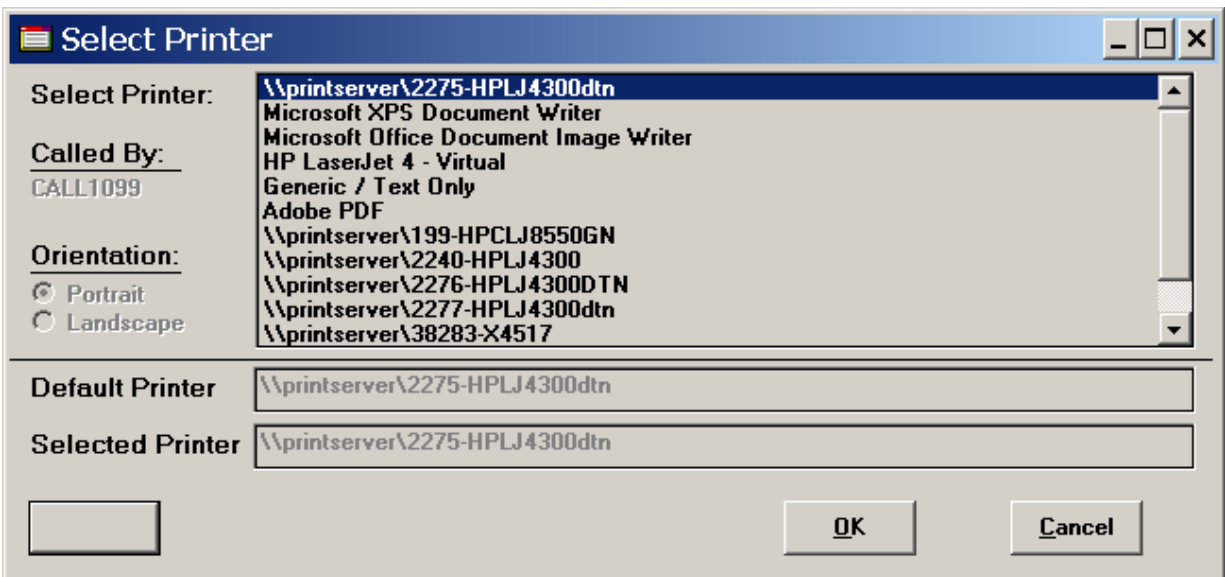 Select Printer
Select Printer:
\\printserver\2275-HPLJ4300dtn
Microsoft XPS Document Writer
Microsoft Office Document Image Writer
HP LaserJet 4 - Virtual
Generic / Text Only
Adobe PDF
\\printserver\199-HPCLJ8550GN
\\printserver\2240-HPLJ4300
\\printserver\2276-HPLJ4300DTN
\\printserver\2277-HPLJ4300dtn
\\printserver\38283-X4517
Called By:
CALL1099
Orientation:
Portrait
Landscape
Default Printer
\\printserver\2275-HPLJ4300dtn
Selected Printer
\\printserver\2275-HPLJ4300dtn
OK
Cancel